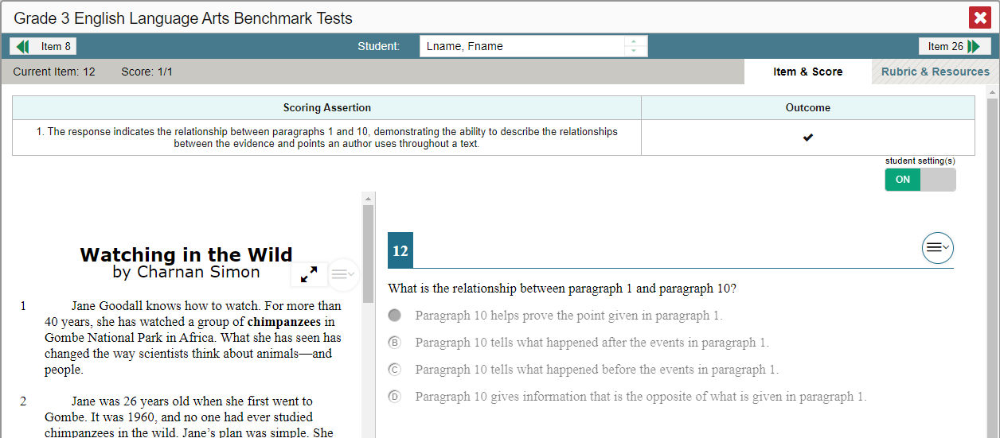 Grade 3 English Language Arts Benchmark Tests
Item 8
Student:
Lname, Fname
Item 26
Current Item: 12
Score: 1/1
Item & Score
Rubric & Resources
Scoring Assertion
Outcome
1. The response indicates the relationship between paragraphs 1 and 10, demonstrating the ability to describe the relationships
between the evidence and points an author uses throughout a text.
student setting(s)
ON
Watching in the Wild
by Charnan Simon
1 Jane Goodall knows how to watch. For more than
40 years, she has watched a group of chimpanzees in
Gombe National Park in Africa. What she has seen has
changed the way scientists think about animals—and
people.
2 Jane was 26 years old when she first went to
Gombe. It was 1960, and no one had ever studied
chimpanzees in the wild. Jane's plan was simple. She
12
What is the relationship between paragraph 1 and paragraph 10?
Paragraph 10 helps prove the point given in paragraph 1.
B Paragraph 10 tells what happened after the events in paragraph 1.
C Paragraph 10 tells what happened before the events in paragraph 1.
D Paragraph 10 gives information that is the opposite of what is given in paragraph 1.